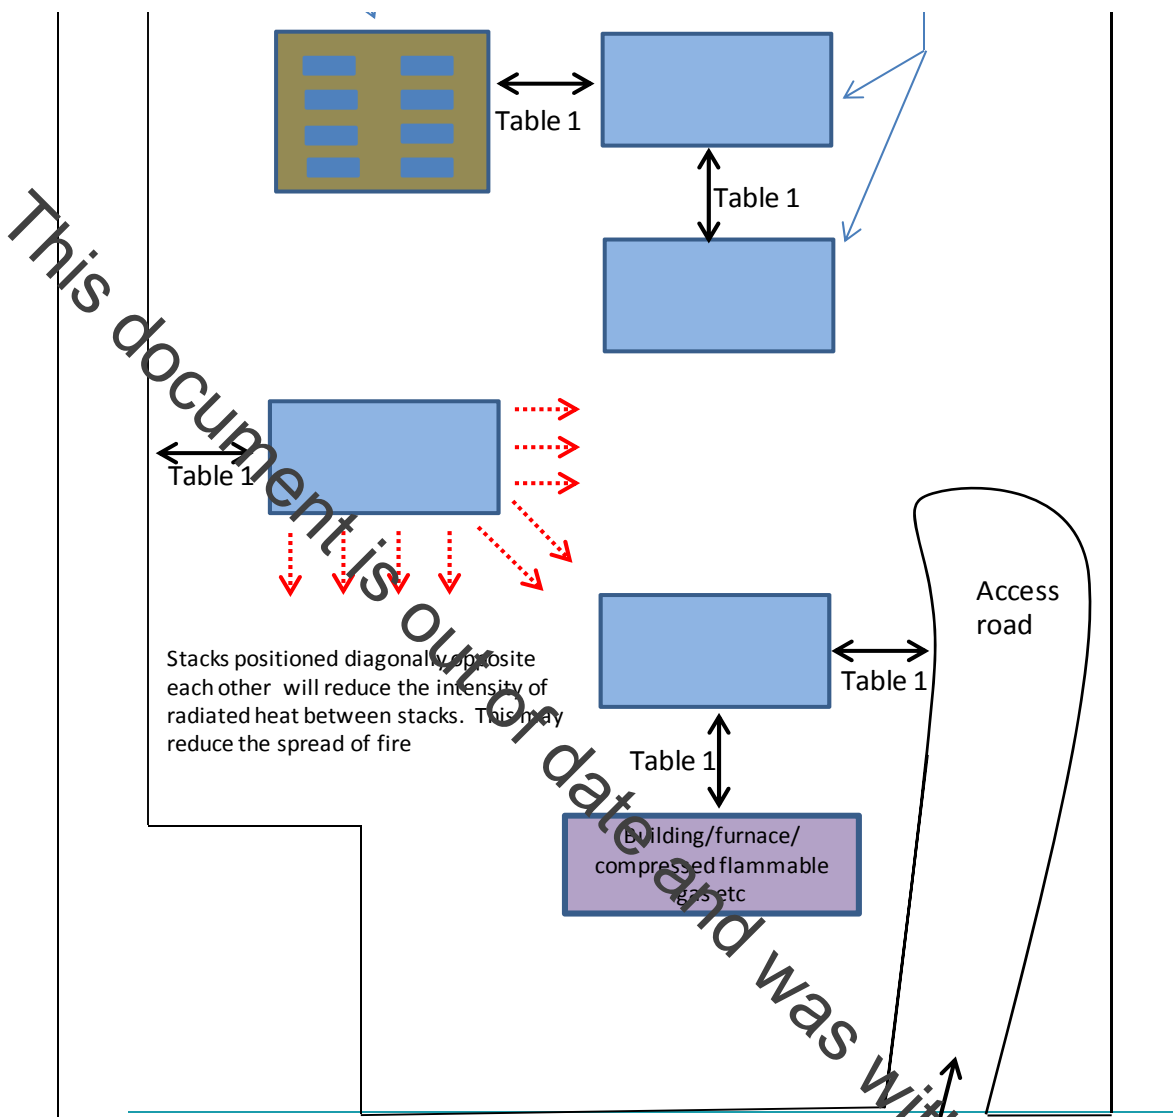 Table 1
Table 1
Table 1
Access
road
Stacks positioned diagonally opposite
each other will reduce the intensity of
radiated heat between stacks. This may
reduce the spread of fire
Table 1
Table 1
Building/furnace/
compressed flammable
gas etc
This document is out of date and was